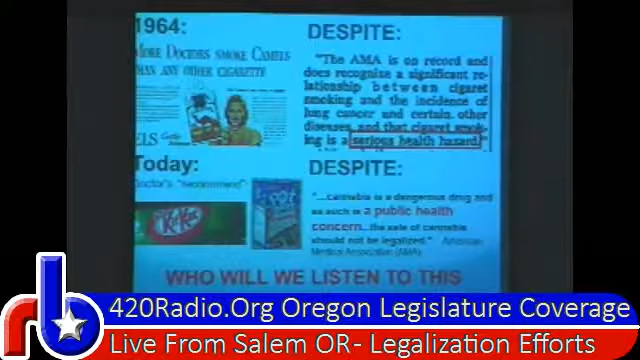 1964:
MORE DOCTORS SMOKE CAMELS
THAN ANY OTHER CIGARETTE
ELS
DESPITE:
"The AMA is on record and
does recognize a significant re-
lationship between cigaret
smoking and the incidence of
lung cancer and certain other
diseases, and that cigaret smok-
ing is a serious health hazard."
Today:
Doctor's "recommend"
DESPITE:
"...cannabis is a dangerous drug and
as such is a public health
concern...the sale of cannabis
should not be legalized." American
Medical Association (AMA)
WHO WILL WE LISTEN TO THIS
420Radio.Org Oregon Legislature Coverage
Live From Salem OR- Legalization Efforts